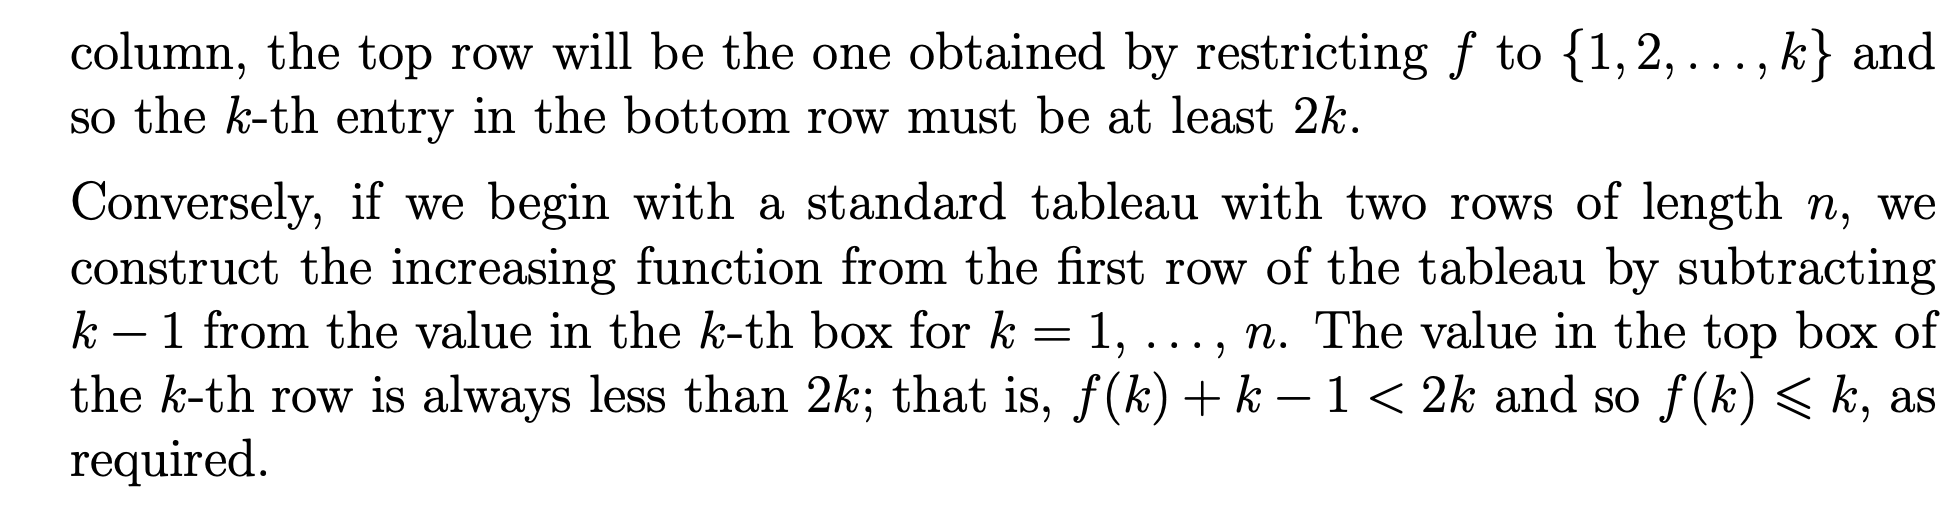 column, the top row will be the one obtained by restricting f to {1, 2, . . . , k} and
so the k-th entry in the bottom row must be at least 2k.
Conversely, if we begin with a standard tableau with two rows of length n, we
construct the increasing function from the first row of the tableau by subtracting
k − 1 from the value in the k-th box for k = 1, . . . , n. The value in the top box of
the k-th row is always less than 2k; that is, f(k) + k − 1 < 2k and so f(k) ⩽ k, as
required.